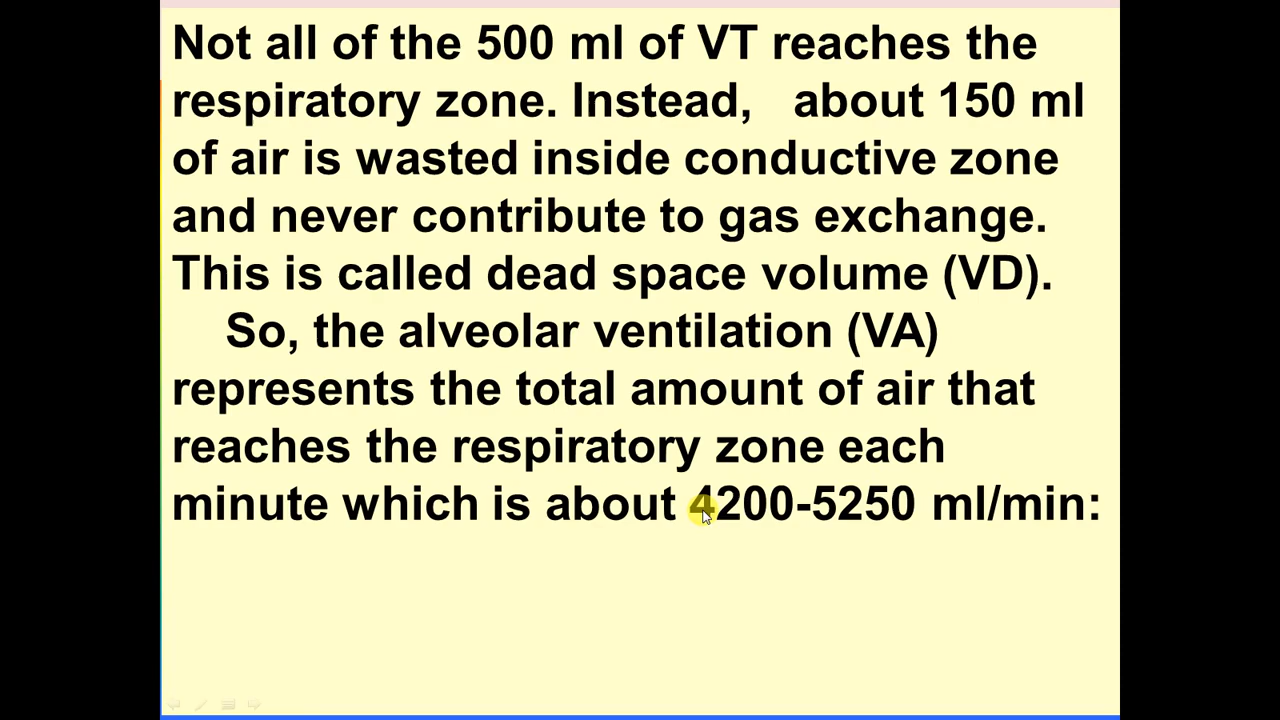 Not all of the 500 ml of VT reaches the
respiratory zone. Instead, about 150 ml
of air is wasted inside conductive zone
and never contribute to gas exchange.
This is called dead space volume (VD).
So, the alveolar ventilation (VA)
represents the total amount of air that
reaches the respiratory zone each
minute which is about 4200-5250 ml/min: